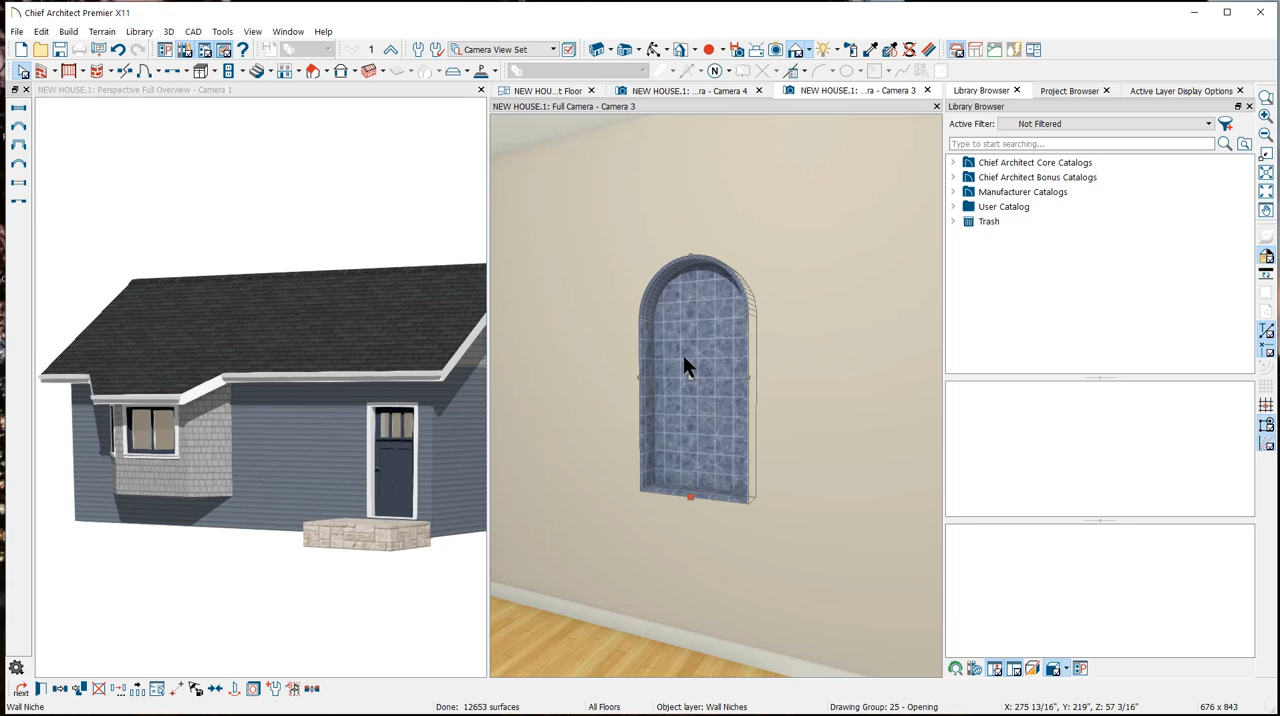 Chief Architect Premier X11
File Edit Build Terrain Library 3D CAD Tools View Window Help
1
Camera View Set
N
NEW HOUSE.1: Perspective Full Overview - Camera 1
NEW HOU...t Floor
NEW HOUSE.1: ...ra - Camera 4
NEW HOUSE.1: ...ra - Camera 3
NEW HOUSE.1: Full Camera - Camera 3
Library Browser
Project Browser
Active Layer Display Options
Library Browser
Active Filter: Not Filtered
Type to start searching...
Chief Architect Core Catalogs
Chief Architect Bonus Catalogs
Manufacturer Catalogs
User Catalog
Trash
next
Wall Niche
Done: 12653 surfaces
All Floors
Object layer: Wall Niches
Drawing Group: 25 - Opening
X: 275 13/16", Y: 219", Z: 57 3/16"
676 x 843